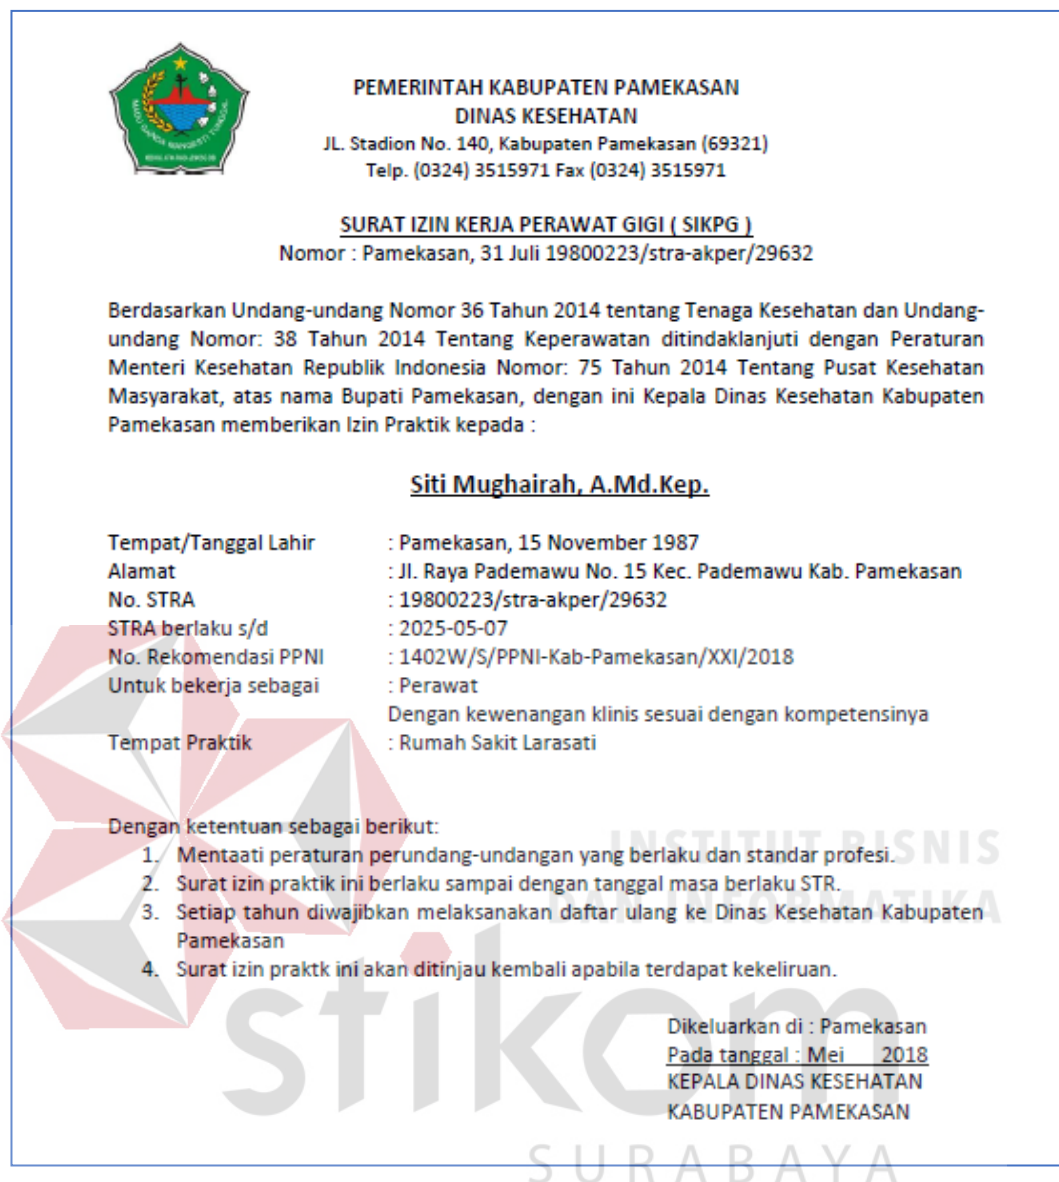 PEMERINTAH KABUPATEN PAMEKASAN
DINAS KESEHATAN
JL. Stadion No. 140, Kabupaten Pamekasan (69321)
Telp. (0324) 3515971 Fax (0324) 3515971
SURAT IZIN KERJA PERAWAT GIGI ( SIKPG )
Nomor : Pamekasan, 31 Juli 19800223/stra-akper/29632
Berdasarkan Undang-undang Nomor 36 Tahun 2014 tentang Tenaga Kesehatan dan Undang-
undang Nomor: 38 Tahun 2014 Tentang Keperawatan ditindaklanjuti dengan Peraturan
Menteri Kesehatan Republik Indonesia Nomor: 75 Tahun 2014 Tentang Pusat Kesehatan
Masyarakat, atas nama Bupati Pamekasan, dengan ini Kepala Dinas Kesehatan Kabupaten
Pamekasan memberikan Izin Praktik kepada :
Siti Mughairah, A.Md.Kep.
Tempat/Tanggal Lahir : Pamekasan, 15 November 1987
Alamat : Jl. Raya Pademawu No. 15 Kec. Pademawu Kab. Pamekasan
No. STRA : 19800223/stra-akper/29632
STRA berlaku s/d : 2025-05-07
No. Rekomendasi PPNI : 1402W/S/PPNI-Kab-Pamekasan/XXI/2018
Untuk bekerja sebagai : Perawat
Dengan kewenangan klinis sesuai dengan kompetensinya
Tempat Praktik : Rumah Sakit Larasati
Dengan ketentuan sebagai berikut:
1. Mentaati peraturan perundang-undangan yang berlaku dan standar profesi.
2. Surat izin praktik ini berlaku sampai dengan tanggal masa berlaku STR.
3. Setiap tahun diwajibkan melaksanakan daftar ulang ke Dinas Kesehatan Kabupaten
Pamekasan
4. Surat izin praktk ini akan ditinjau kembali apabila terdapat kekeliruan.
Dikeluarkan di : Pamekasan
Pada tanggal : Mei 2018
KEPALA DINAS KESEHATAN
KABUPATEN PAMEKASAN
INSTITUT BISNIS
DAN INFORMATIKA
stikom
SURABAYA